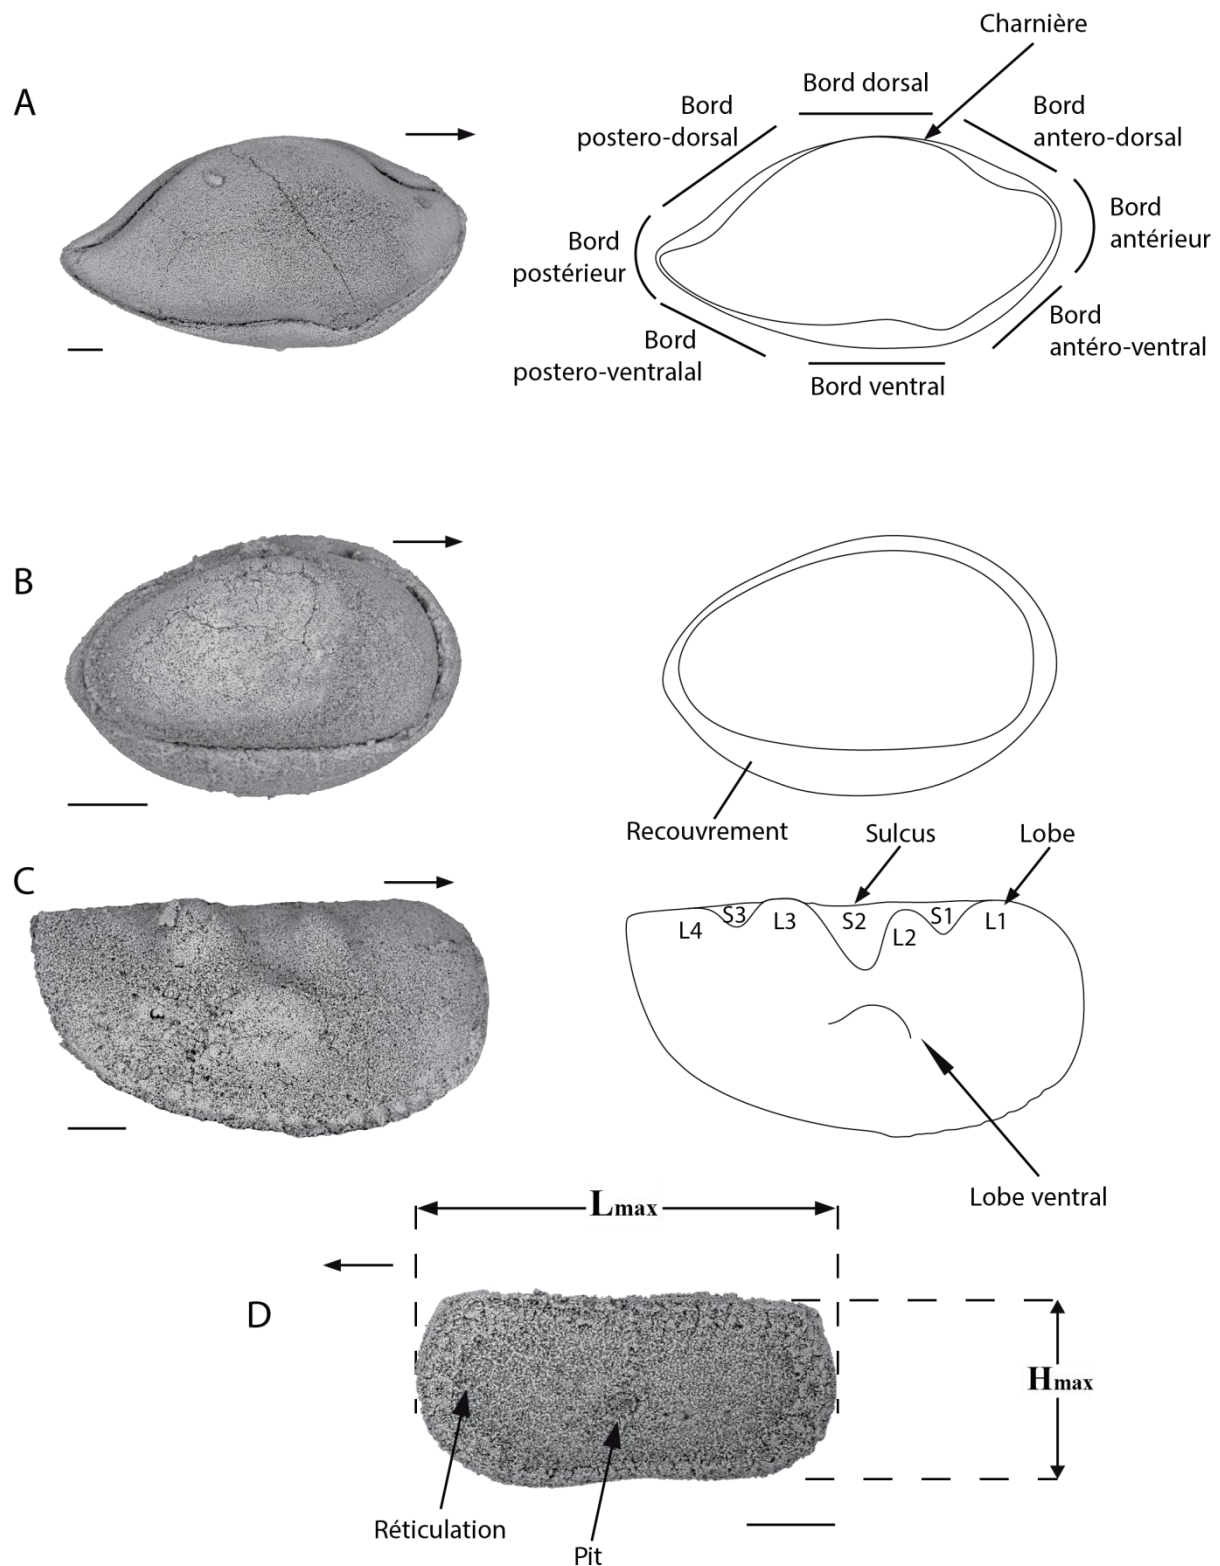 Charnière
A
Bord dorsal
Bord
postero-dorsal
Bord
antero-dorsal
Bord
antérieur
Bord
postérieur
Bord
antéro-ventral
Bord
postero-ventralal
Bord ventral
B
Recouvrement
Sulcus
Lobe
C
L4
S3
L3
S2
L2
S1
L1
Lobe ventral
Lmax
D
Hmax
Réticulation
Pit